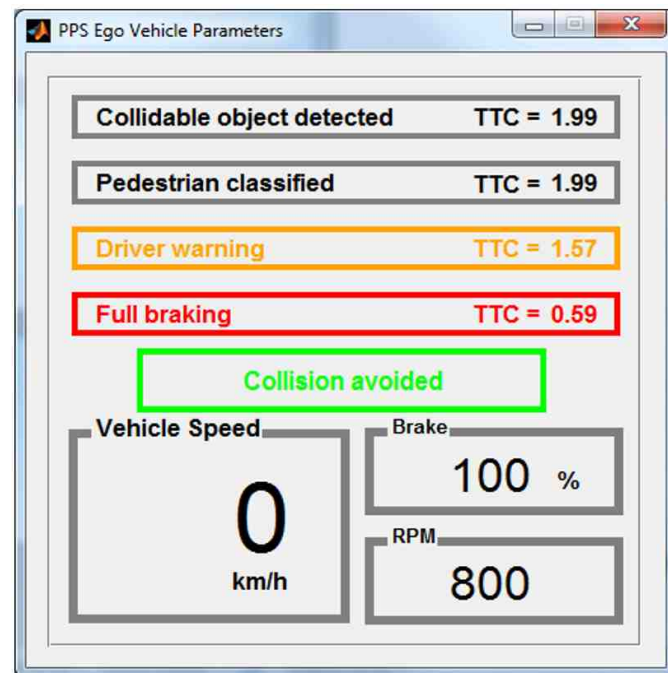 PPS Ego Vehicle Parameters
Collidable object detected TTC = 1.99
Pedestrian classified TTC = 1.99
Driver warning TTC = 1.57
Full braking TTC = 0.59
Collision avoided
Vehicle Speed
0
km/h
Brake
100 %
RPM
800